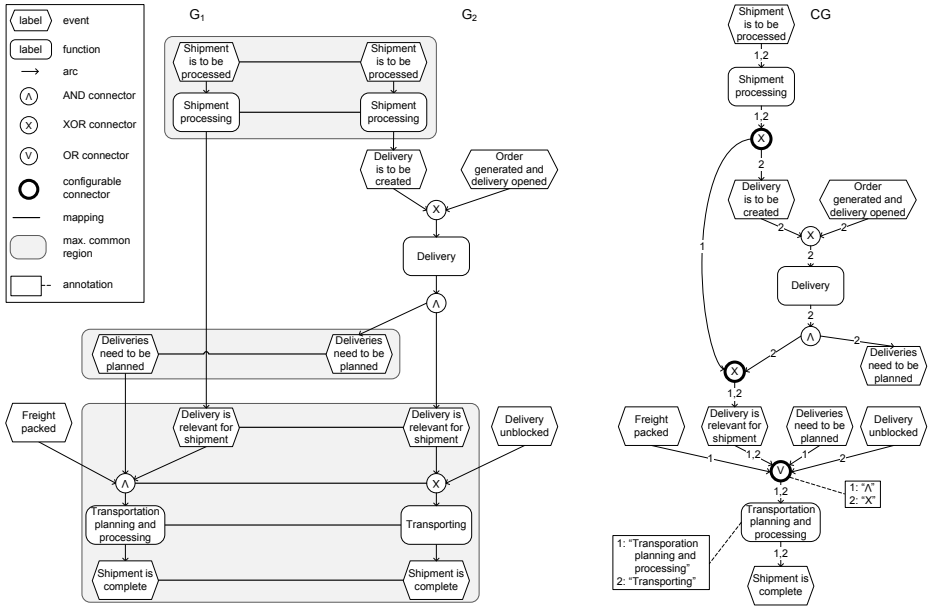 label
event
label
function
arc
Λ
AND connector
X
XOR connector
V
OR connector
configurable
connector
mapping
max. common
region
annotation
G1
G2
Shipment
is to be
processed
Shipment
is to be
processed
Shipment
processing
Shipment
processing
Delivery
is to be
created
Order
generated and
delivery opened
X
Delivery
Λ
Deliveries
need to be
planned
Deliveries
need to be
planned
Freight
packed
Delivery is
relevant for
shipment
Delivery is
relevant for
shipment
Delivery
unblocked
Λ
X
Transportation
planning and
processing
Transporting
Shipment is
complete
Shipment is
complete
CG
Shipment
is to be
processed
1,2
Shipment
processing
1,2
X
2
1
Delivery
is to be
created
Order
generated and
delivery opened
2
X
2
2
Delivery
2
Λ
2
2
Deliveries
need to be
planned
X
1,2
Freight
packed
Delivery is
relevant for
shipment
Deliveries
need to be
planned
Delivery
unblocked
1
1,2
1
2
V
1,2
1: “Λ”
2: “X”
Transportation
planning and
processing
1: “Transporation
planning and
processing”
2: “Transporting”
1,2
Shipment is
complete